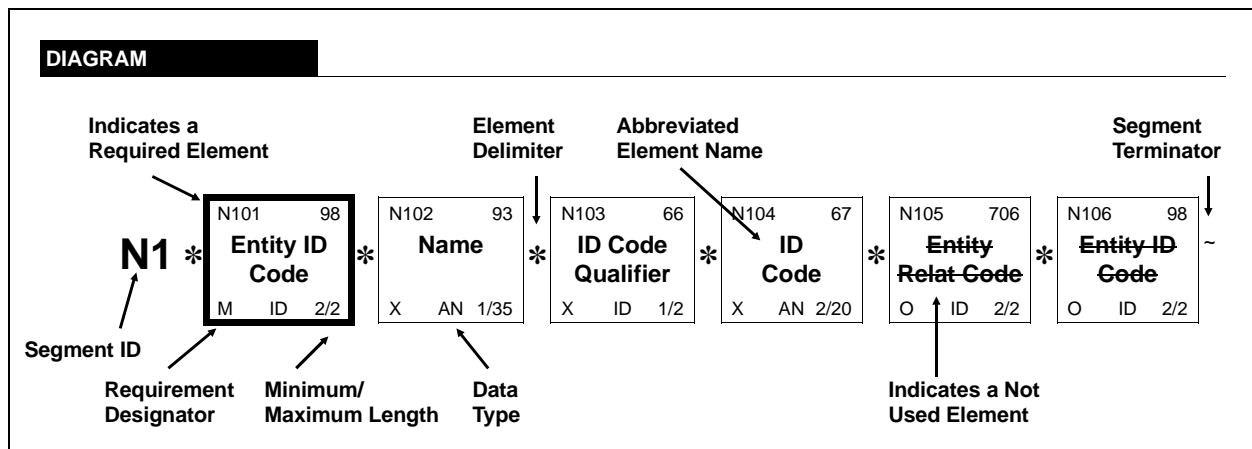 DIAGRAM
Indicates a
Required Element
Element
Delimiter
Abbreviated
Element Name
Segment
Terminator
N1 *
N101 98
Entity ID
Code
M ID 2/2
*
N102 93
Name
X AN 1/35
*
N103 66
ID Code
Qualifier
X ID 1/2
*
N104 67
ID
Code
X AN 2/20
*
N105 706
Entity
Relat Code
O ID 2/2
*
N106 98
Entity ID
Code
O ID 2/2
~
Segment ID
Requirement
Designator
Minimum/
Maximum Length
Data
Type
Indicates a Not
Used Element